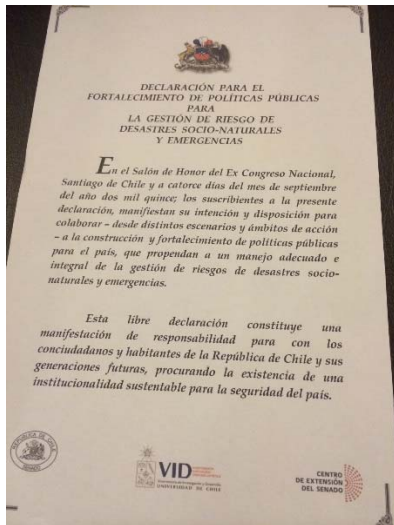 DECLARACIÓN PARA EL
FORTALECIMIENTO DE POLÍTICAS PÚBLICAS
PARA
LA GESTIÓN DE RIESGO DE
DESASTRES SOCIO-NATURALES
Y EMERGENCIAS
En el Salón de Honor del Ex Congreso Nacional,
Santiago de Chile y a catorce días del mes de septiembre
del año dos mil quince; los suscribientes a la presente
declaración, manifiestan su intención y disposición para
colaborar – desde distintos escenarios y ámbitos de acción
– a la construcción y fortalecimiento de políticas públicas
para el país, que propendan a un manejo adecuado e
integral de la gestión de riesgos de desastres socio-
naturales y emergencias.
Esta libre declaración constituye una
manifestación de responsabilidad para con los
conciudadanos y habitantes de la República de Chile y sus
generaciones futuras, procurando la existencia de una
institucionalidad sustentable para la seguridad del país.
REPUBLICA DE CHILE
SENADO
VID
UNIVERSIDAD DE CHILE
CENTRO
DE EXTENSIÓN
DEL SENADO